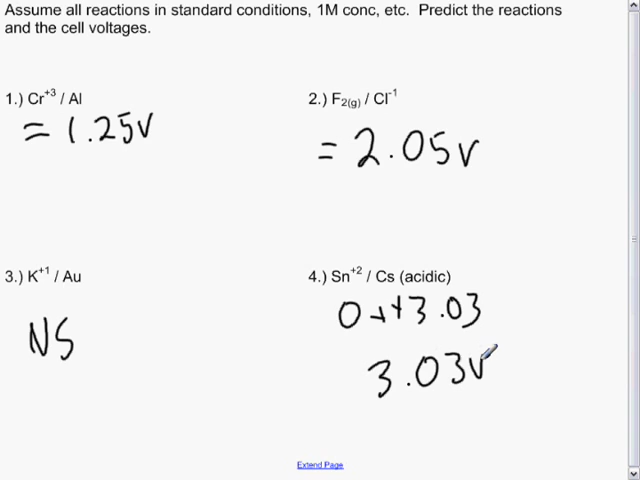 Assume all reactions in standard conditions, 1M conc, etc. Predict the reactions
and the cell voltages.
1.) Cr+3 / Al
= 1.25v
2.) F2(g) / Cl-1
= 2.05v
3.) K+1 / Au
NS
4.) Sn+2 / Cs (acidic)
0 + +3.03
3.03v
Extend Page